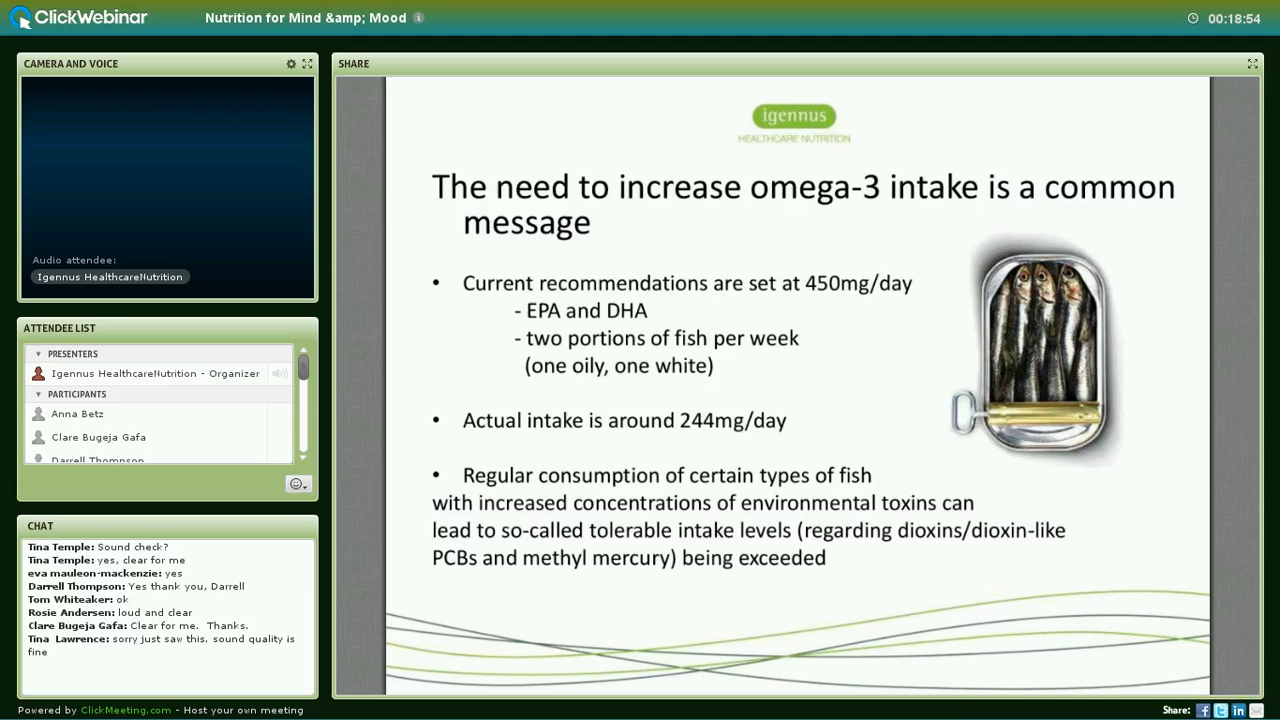 ClickWebinar
Nutrition for Mind &amp; Mood
00:18:54
CAMERA AND VOICE
Audio attendee:
Igennus HealthcareNutrition
ATTENDEE LIST
PRESENTERS
Igennus HealthcareNutrition - Organizer
PARTICIPANTS
Anna Betz
Clare Bugeja Gafa
Darrell Thompson
CHAT
Tina Temple: Sound check?
Tina Temple: yes, clear for me
eva mauleon-mackenzie: yes
Darrell Thompson: Yes thank you, Darrell
Tom Whiteaker: ok
Rosie Andersen: loud and clear
Clare Bugeja Gafa: Clear for me. Thanks.
Tina Lawrence: sorry just saw this, sound quality is
fine
SHARE
igennus
HEALTHCARE NUTRITION
The need to increase omega-3 intake is a common
message
• Current recommendations are set at 450mg/day
- EPA and DHA
- two portions of fish per week
(one oily, one white)
• Actual intake is around 244mg/day
• Regular consumption of certain types of fish
with increased concentrations of environmental toxins can
lead to so-called tolerable intake levels (regarding dioxins/dioxin-like
PCBs and methyl mercury) being exceeded
Powered by ClickMeeting.com - Host your own meeting
Share: